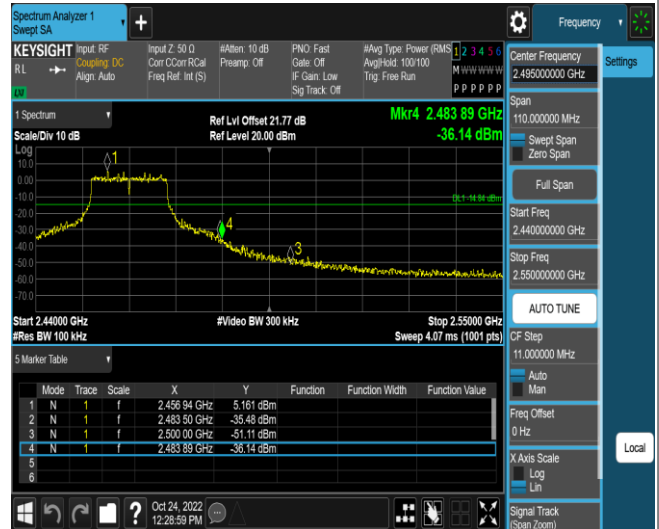 Spectrum Analyzer 1
Swept SA
Frequency
KEYSIGHT
RL
LXI
Input: RF
Coupling: DC
Align: Auto
Input Z: 50 Ω
Corr CCorr RCal
Freq Ref: Int (S)
#Atten: 10 dB
Preamp: Off
PNO: Fast
Gate: Off
IF Gain: Low
Sig Track: Off
#Avg Type: Power (RMS
Avg|Hold: 100/100
Trig: Free Run
1 2 3 4 5 6
M W W W W W
P P P P P P
Center Frequency
2.495000000 GHz
Settings
Span
110.000000 MHz
Swept Span
Zero Span
Full Span
Start Freq
2.440000000 GHz
Stop Freq
2.550000000 GHz
AUTO TUNE
CF Step
11.000000 MHz
Auto
Man
Freq Offset
0 Hz
Local
X Axis Scale
Log
Lin
Signal Track
(Span Zoom)
1 Spectrum
Scale/Div 10 dB
Ref Lvl Offset 21.77 dB
Ref Level 20.00 dBm
Mkr4 2.483 89 GHz
-36.14 dBm
Log
10.0
0.00
-10.0
-20.0
-30.0
-40.0
-50.0
-60.0
-70.0
1
4
3
DL1 -14.84 dBm
Start 2.44000 GHz
#Res BW 100 kHz
#Video BW 300 kHz
Stop 2.55000 GHz
Sweep 4.07 ms (1001 pts)
5 Marker Table
Mode Trace Scale X Y Function Function Width Function Value
1 N 1 f 2.456 94 GHz 5.161 dBm
2 N 1 f 2.483 50 GHz -35.48 dBm
3 N 1 f 2.500 00 GHz -51.11 dBm
4 N 1 f 2.483 89 GHz -36.14 dBm
5
6
?
Oct 24, 2022
12:28:59 PM